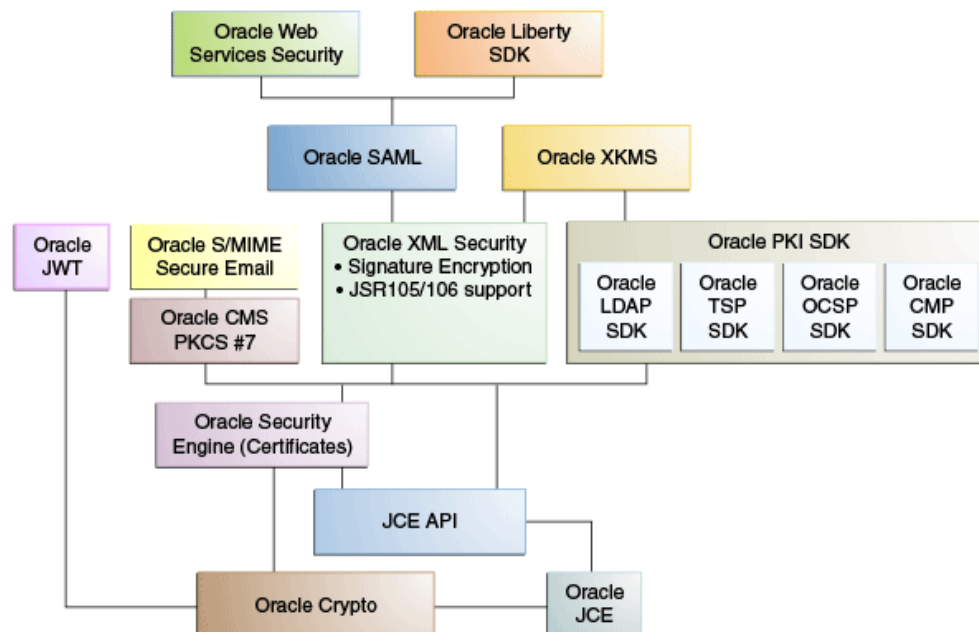 Oracle Web
Services Security
Oracle Liberty
SDK
Oracle SAML
Oracle XKMS
Oracle
JWT
Oracle S/MIME
Secure Email
Oracle XML Security
• Signature Encryption
• JSR105/106 support
Oracle PKI SDK
Oracle
LDAP
SDK
Oracle
TSP
SDK
Oracle
OCSP
SDK
Oracle
CMP
SDK
Oracle CMS
PKCS #7
Oracle Security
Engine (Certificates)
JCE API
Oracle Crypto
Oracle
JCE